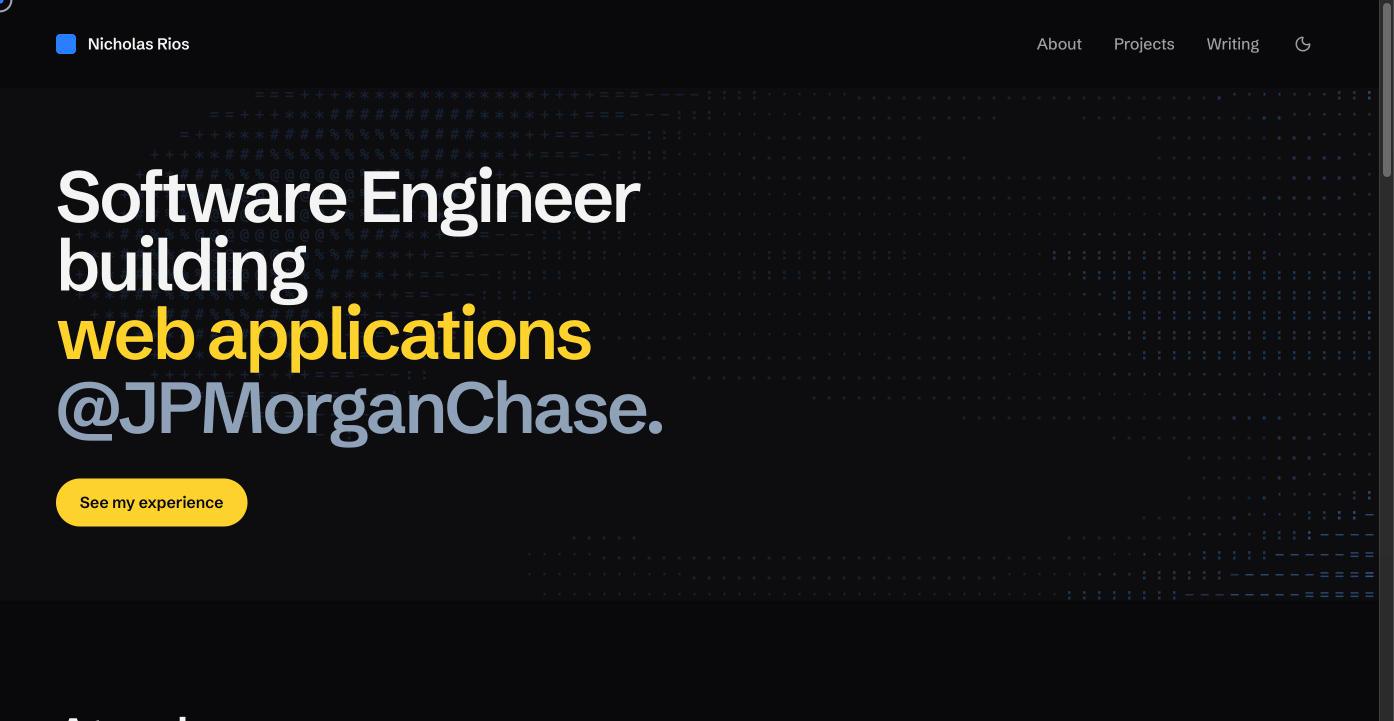 Nicholas Rios
About
Projects
Writing
Software Engineer
building
web applications
@JPMorganChase.
See my experience